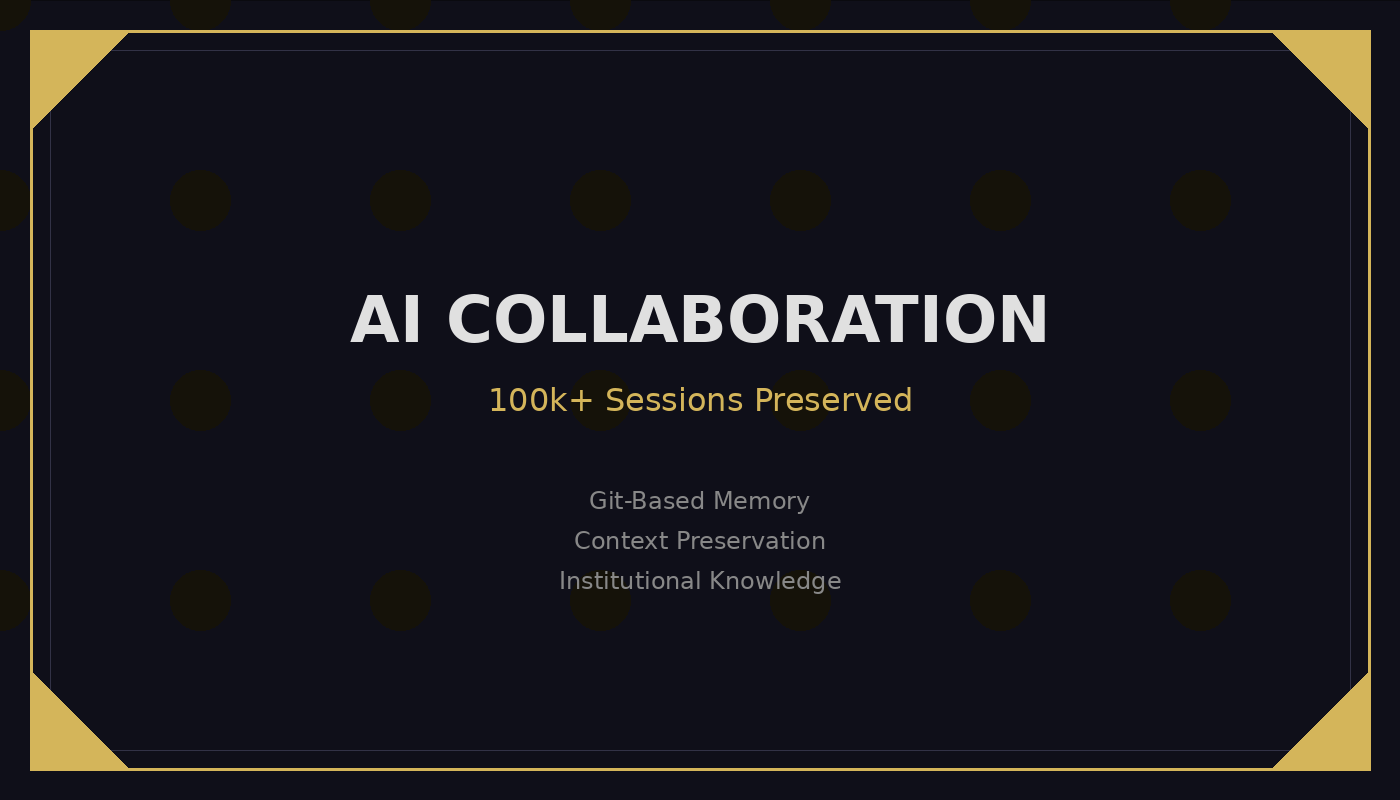 AI COLLABORATION
100k+ Sessions Preserved
Git-Based Memory
Context Preservation
Institutional Knowledge